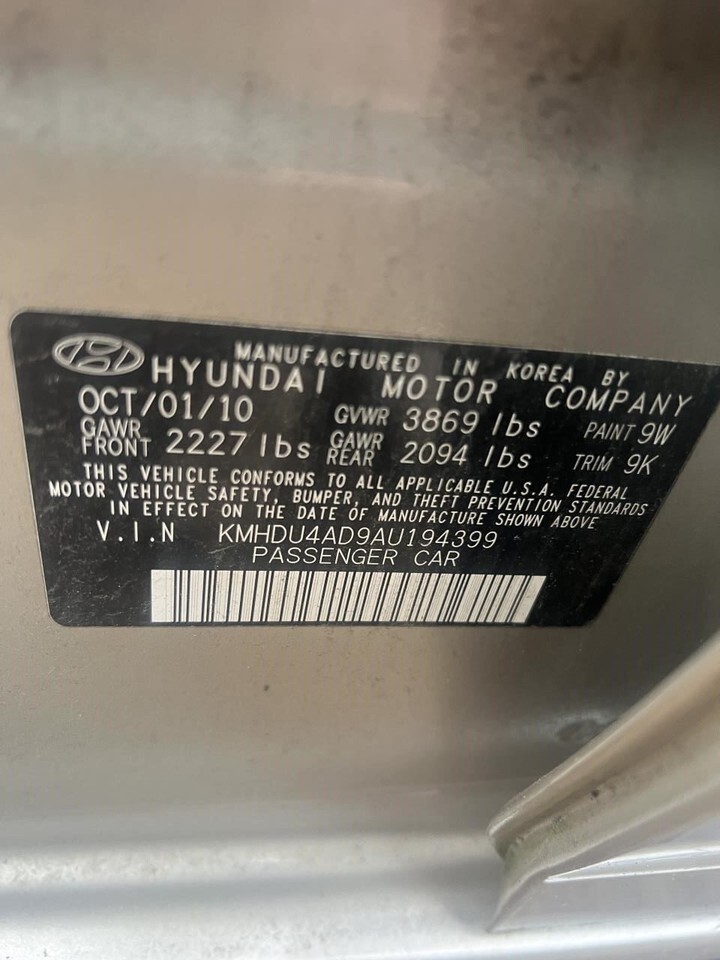 MANUFACTURED IN KOREA BY
HYUNDAI MOTOR COMPANY
OCT/01/10 GVWR 3869 lbs PAINT 9W
GAWR FRONT 2227 lbs GAWR REAR 2094 lbs TRIM 9K
THIS VEHICLE CONFORMS TO ALL APPLICABLE U.S.A. FEDERAL
MOTOR VEHICLE SAFETY, BUMPER, AND THEFT PREVENTION STANDARDS
IN EFFECT ON THE DATE OF MANUFACTURE SHOWN ABOVE
V.I.N KMHDU4AD9AU194399
PASSENGER CAR